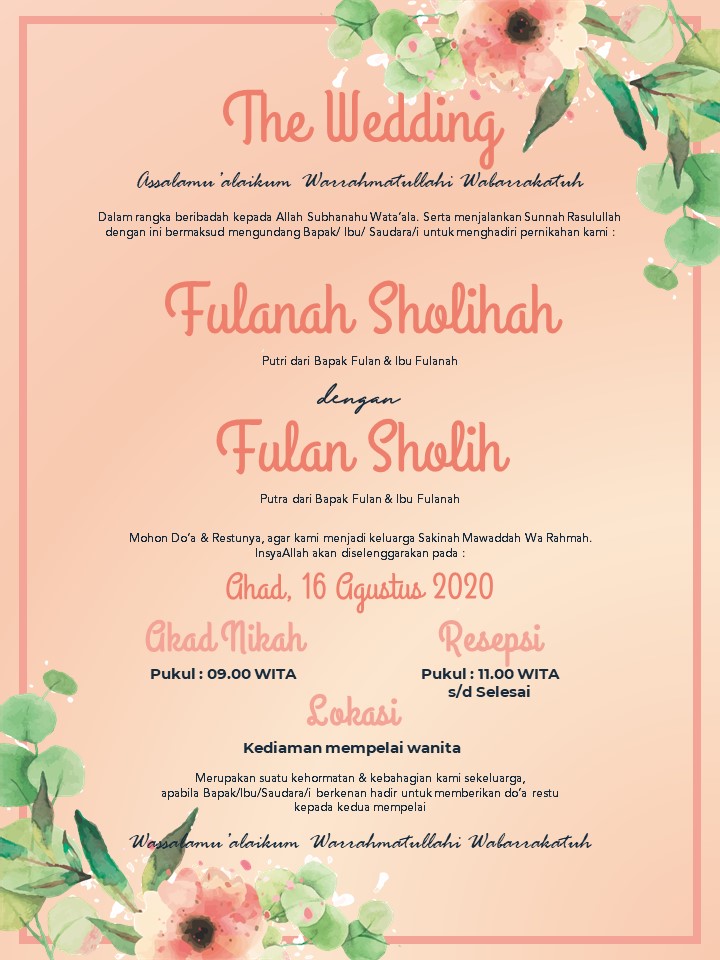 The Wedding
Assalamu'alaikum Warrahmatullahi Wabarrakatuh
Dalam rangka beribadah kepada Allah Subhanahu Wata'ala. Serta menjalankan Sunnah Rasulullah
dengan ini bermaksud mengundang Bapak/ Ibu/ Saudara/i untuk menghadiri pernikahan kami :
Fulanah Sholihah
Putri dari Bapak Fulan & Ibu Fulanah
dengan
Fulan Sholih
Putra dari Bapak Fulan & Ibu Fulanah
Mohon Do'a & Restunya, agar kami menjadi keluarga Sakinah Mawaddah Wa Rahmah.
InsyaAllah akan diselenggarakan pada :
Ahad, 16 Agustus 2020
Akad Nikah
Pukul : 09.00 WITA
Resepsi
Pukul : 11.00 WITA
s/d Selesai
Lokasi
Kediaman mempelai wanita
Merupakan suatu kehormatan & kebahagian kami sekeluarga,
apabila Bapak/Ibu/Saudara/i berkenan hadir untuk memberikan do'a restu
kepada kedua mempelai
Wassalamu'alaikum Warrahmatullahi Wabarrakatuh